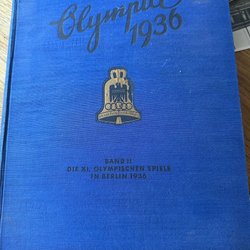 Olympia
1936
BAND II
DIE XI. OLYMPISCHEN SPIELE
IN BERLIN 1936